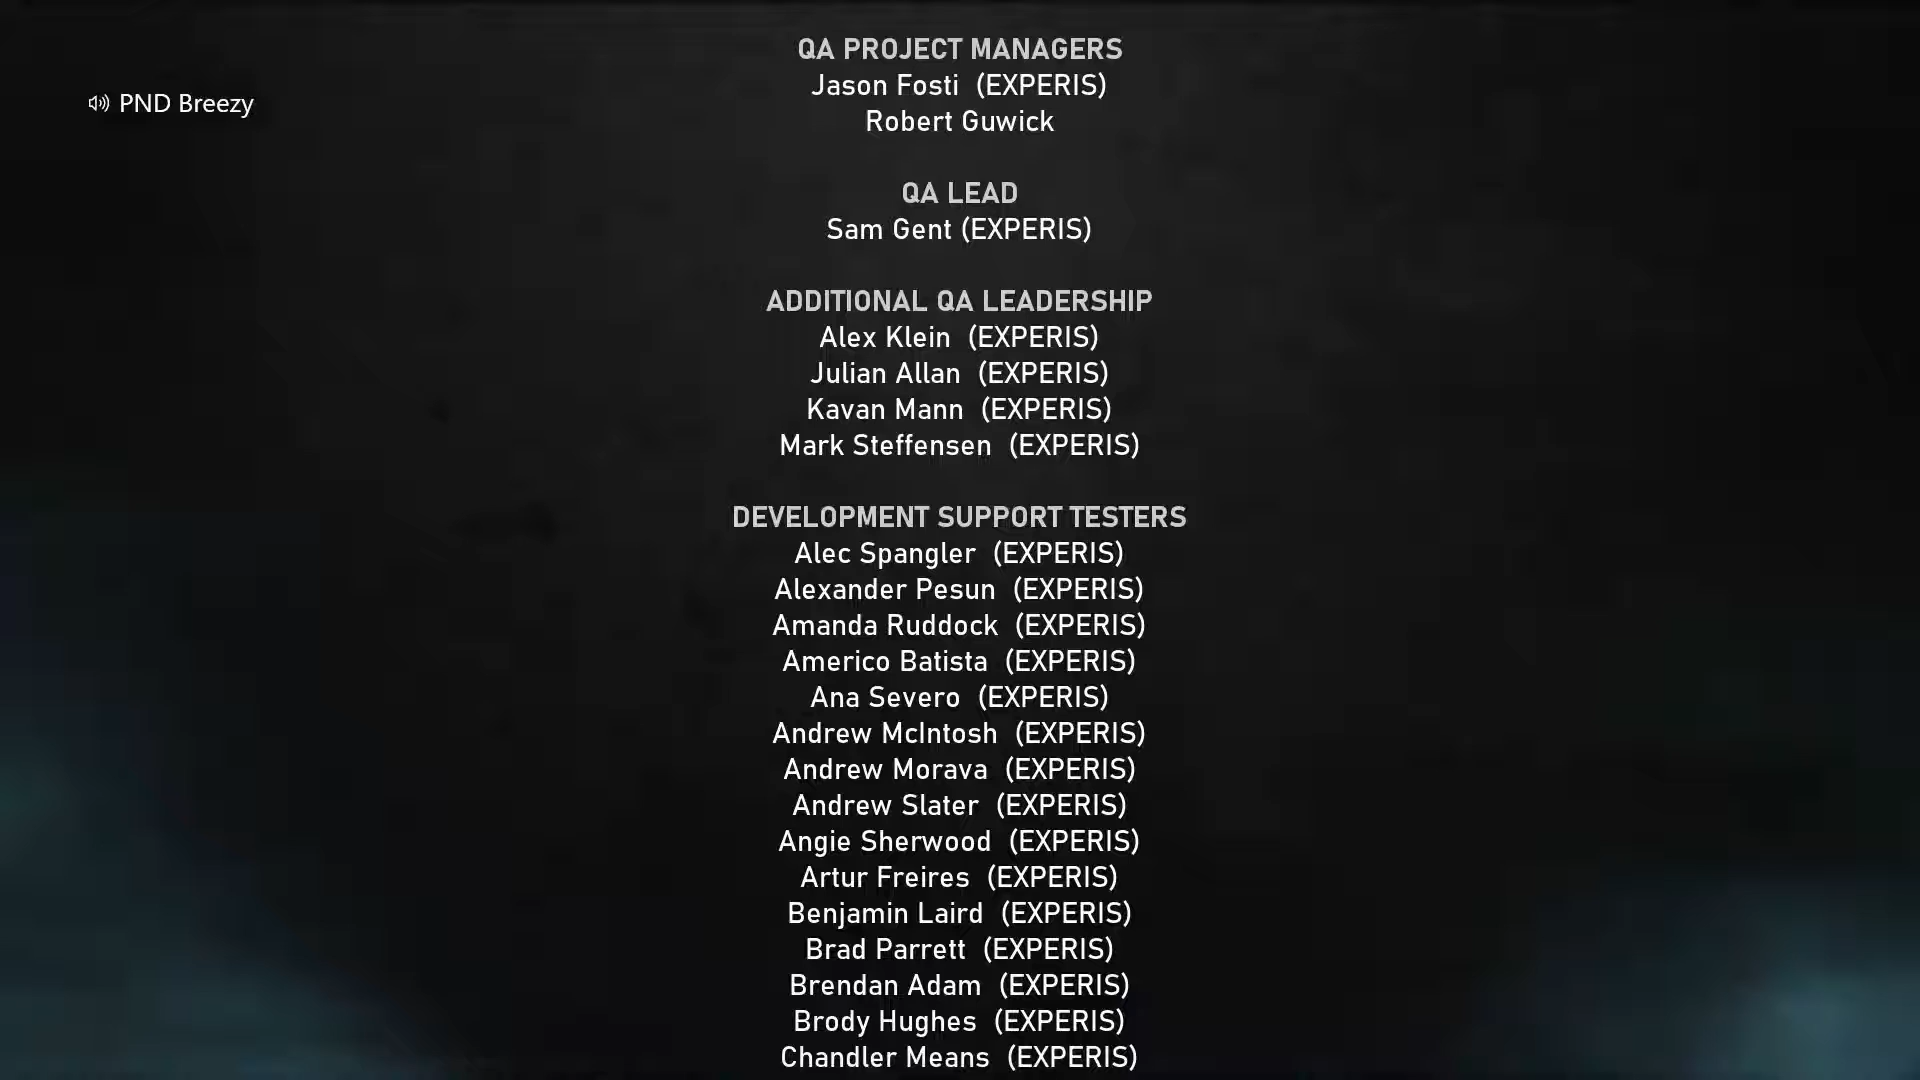 QA PROJECT MANAGERS
Jason Fosti (EXPERIS)
PND Breezy
Robert Guwick
QA LEAD
Sam Gent (EXPERIS)
ADDITIONAL QA LEADERSHIP
Alex Klein (EXPERIS)
Julian Allan (EXPERIS)
Kavan Mann (EXPERIS)
Mark Steffensen (EXPERIS)
DEVELOPMENT SUPPORT TESTERS
Alec Spangler (EXPERIS)
Alexander Pesun (EXPERIS)
Amanda Ruddock (EXPERIS)
Americo Batista (EXPERIS)
Ana Severo (EXPERIS)
Andrew McIntosh (EXPERIS)
Andrew Morava (EXPERIS)
Andrew Slater (EXPERIS)
Angie Sherwood (EXPERIS)
Artur Freires (EXPERIS)
Benjamin Laird (EXPERIS)
Brad Parrett (EXPERIS)
Brendan Adam (EXPERIS)
Brody Hughes (EXPERIS)
Chandler Means (EXPERIS)